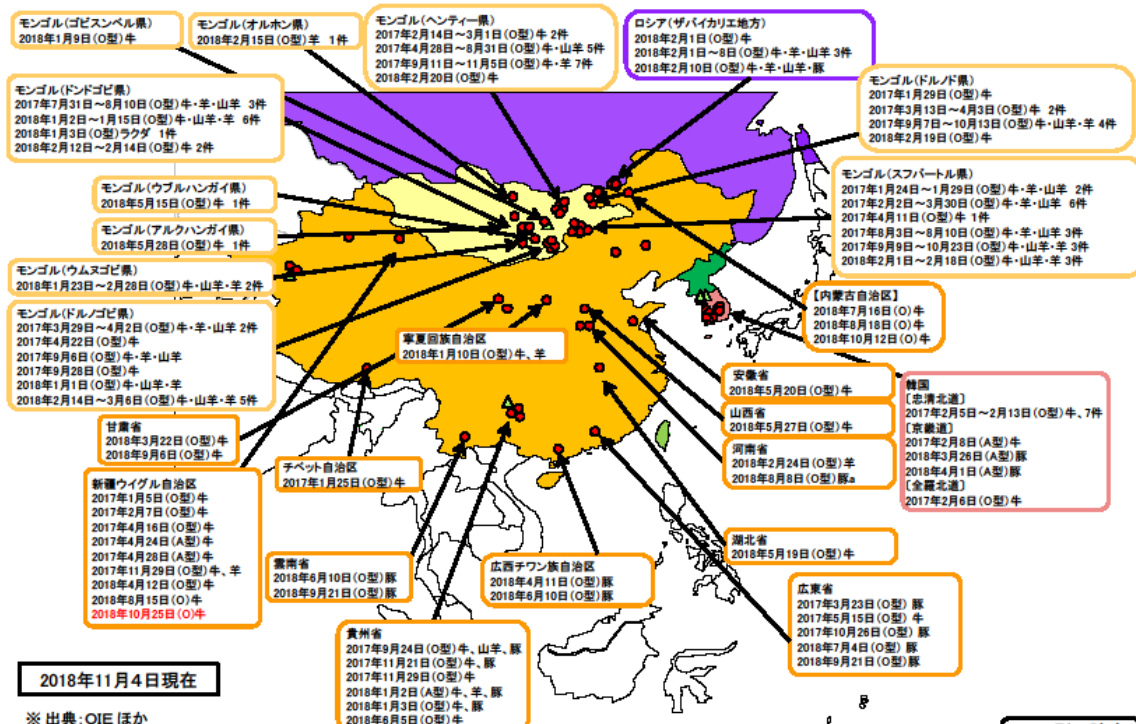 モンゴル(ゴビスンベル県)
2018年1月9日(O型)牛
モンゴル(オルホン県)
2018年2月15日(O型)羊 1件
モンゴル(ヘンティー県)
2017年2月14日～3月1日(O型)牛 2件
2017年4月28日～8月31日(O型)牛・山羊 5件
2017年9月11日～11月5日(O型)牛・羊 7件
2018年2月20日(O型)牛
ロシア(ザバイカリエ地方)
2018年2月1日(O型)牛
2018年2月1日～8日(O型)牛・羊・山羊 3件
2018年2月10日(O型)牛・羊・山羊・豚
モンゴル(ドンドゴビ県)
2017年7月31日～8月10日(O型)牛・羊・山羊 3件
2018年1月2日～1月15日(O型)牛・山羊・羊 6件
2018年1月3日(O型)ラクダ 1件
2018年2月12日～2月14日(O型)牛 2件
モンゴル(ドルノド県)
2017年1月29日(O型)牛
2017年3月13日～4月3日(O型)牛 2件
2017年9月7日～10月13日(O型)牛・山羊・羊 4件
2018年2月19日(O型)牛
モンゴル(ウブルハンガイ県)
2018年5月15日(O型)牛 1件
モンゴル(スフバートル県)
2017年1月24日～1月29日(O型)牛・羊・山羊 2件
2017年2月2日～3月30日(O型)牛・山羊 6件
2017年4月11日(O型)牛 1件
2017年8月3日～8月10日(O型)牛・羊・山羊 3件
2017年9月9日～10月23日(O型)牛・山羊・羊 3件
2018年2月1日～2月18日(O型)牛・山羊・羊 3件
モンゴル(アルクハンガイ県)
2018年5月28日(O型)牛 1件
モンゴル(ウムヌゴビ県)
2018年1月23日～2月28日(O型)牛・山羊・羊 2件
【内蒙古自治区】
2018年7月16日(O)牛
2018年8月18日(O)牛
2018年10月12日(O)牛
モンゴル(ドルノゴビ県)
2017年3月29日～4月2日(O型)牛・羊・山羊 2件
2017年4月22日(O型)牛
2017年9月6日(O型)牛・羊・山羊
2017年9月28日(O型)牛
2018年1月1日(O型)牛・山羊・羊
2018年2月14日～3月6日(O型)牛・山羊・羊 5件
寧夏回族自治区
2018年1月10日(O型)牛、羊
安徽省
2018年5月20日(O型)牛
韓国
[忠清北道]
2017年2月5日～2月13日(O型)牛、7件
[京畿道]
2017年2月8日(A型)牛
2018年3月26日(A型)豚
2018年4月1日(A型)豚
[全羅北道]
2017年2月6日(O型)牛
山西省
2018年5月27日(O型)牛
甘粛省
2018年3月22日(O型)牛
2018年9月6日(O型)牛
河南省
2018年2月24日(O型)羊
2018年8月8日(O型)豚a
チベット自治区
2017年1月25日(O型)牛
新疆ウイグル自治区
2017年1月5日(O型)牛
2017年2月7日(O型)牛
2017年4月16日(O型)牛
2017年4月24日(A型)牛
2017年4月28日(A型)牛
2017年11月29日(O型)牛、羊
2018年4月12日(O型)牛
2018年8月15日(O)牛
2018年10月25日(O)牛
湖北省
2018年5月19日(O型)牛
雲南省
2018年6月10日(O型)豚
2018年9月21日(O型)豚
広西チワン族自治区
2018年4月11日(O型)豚
2018年6月10日(O型)豚
広東省
2017年3月23日(O型) 豚
2017年5月15日(O型) 牛
2017年10月26日(O型) 豚
2018年7月4日(O型) 豚
2018年9月21日(O型) 豚
貴州省
2017年9月24日(O型)牛、山羊、豚
2017年11月21日(O型)牛、豚
2017年11月29日(O型)牛
2018年1月2日(A型)牛、羊、豚
2018年1月3日(O型)牛、豚
2018年6月5日(O型)牛
2018年11月4日現在
※ 出典:OIE ほか